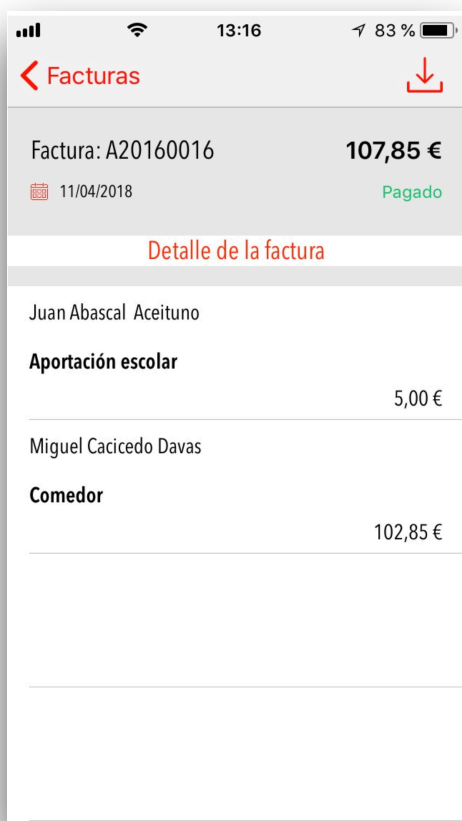 13:16
83 %
Facturas
Factura: A20160016
107,85 €
11/04/2018
Pagado
Detalle de la factura
Juan Abascal Aceituno
Aportación escolar
5,00 €
Miguel Cacicedo Davas
Comedor
102,85 €